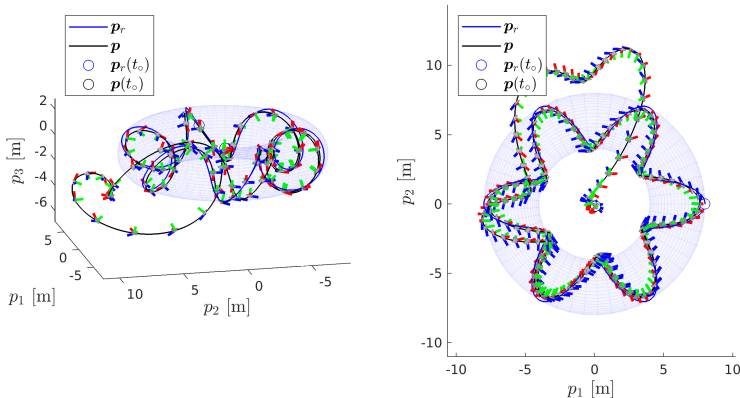 p_r
p
p_r(t_∘)
p(t_∘)
2
0
-2
-4
-6
p_3 [m]
5
0
-5
p_1 [m]
10
5
0
-5
p_2 [m]
p_r
p
p_r(t_∘)
p(t_∘)
10
5
0
-5
-10
p_2 [m]
-10
-5
0
5
10
p_1 [m]